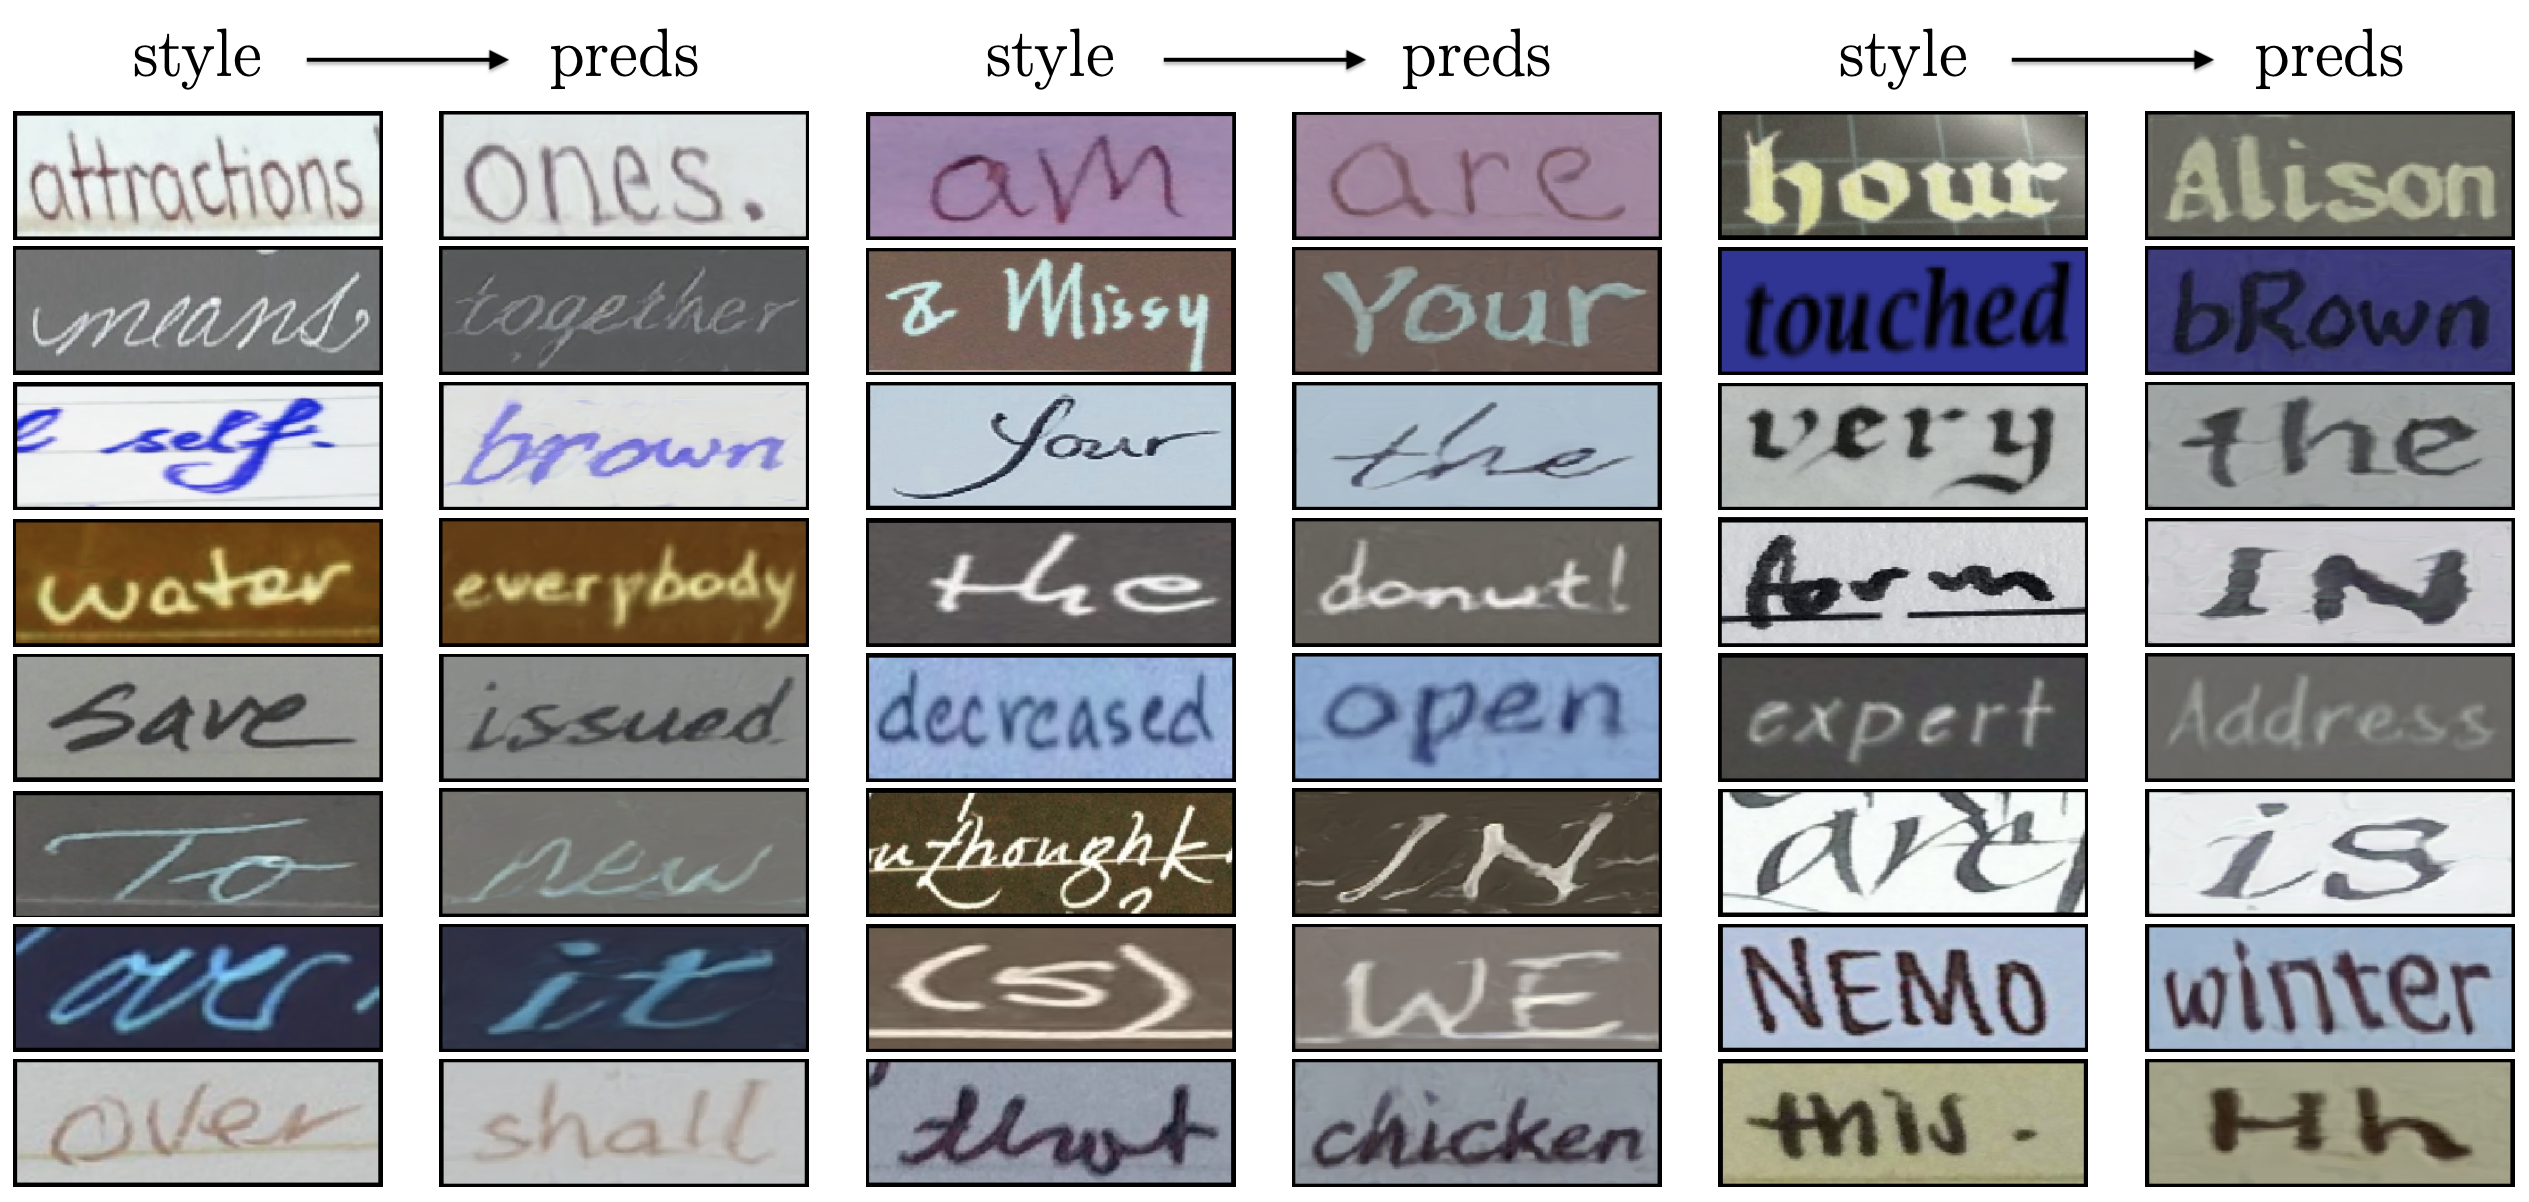 style preds style preds style preds
attractions ones. am are hour Alison
means together & Missy Your touched bRown
e self. brown Your the very the
water everybody the donut! form IN
save issued decreased open expert Address
To new u thought IN are is
over it (s) WE NEMO winter
over shall that chicken this. Hh